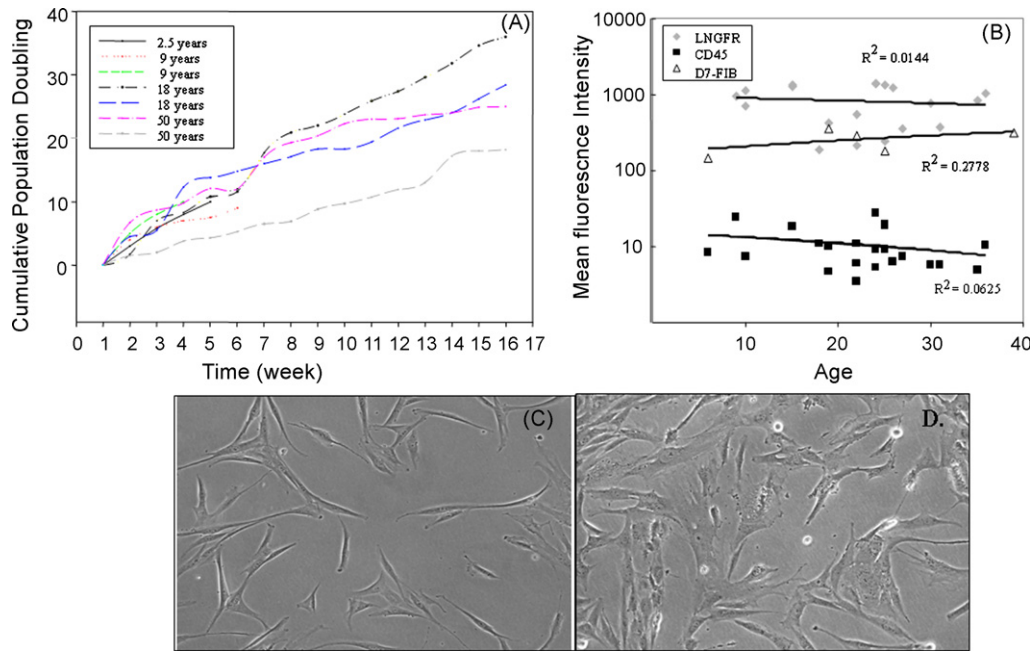 (A)
40
30
20
10
0
Cumulative Population Doubling
2.5 years
9 years
9 years
18 years
18 years
50 years
50 years
0 1 2 3 4 5 6 7 8 9 10 11 12 13 14 15 16 17
Time (week)
(B)
10000
1000
100
10
Mean fluorescnce Intensity
LNGFR
CD45
D7-FIB
R2 = 0.0144
R2 = 0.2778
R2 = 0.0625
10 20 30 40
Age
(C)
D.